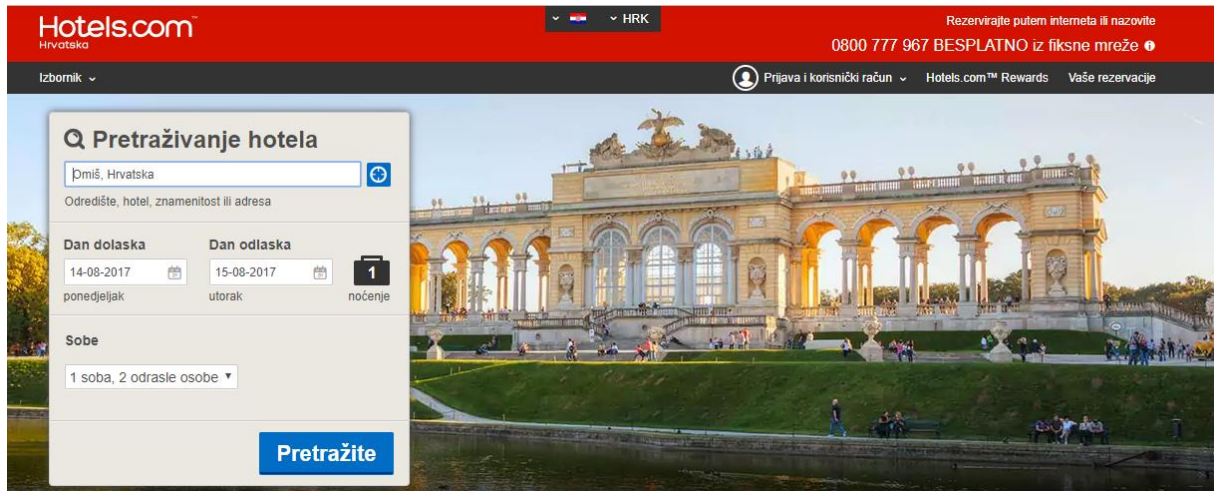 Hotels.com™
Hrvatska
HRK
Rezervirajte putem interneta ili nazovite
0800 777 967 BESPLATNO iz fiksne mreže
Izbornik
Prijava i korisnički račun
Hotels.com™ Rewards
Vaše rezervacije
Pretraživanje hotela
Omiš, Hrvatska
Odredište, hotel, znamenitost ili adresa
Dan dolaska
Dan odlaska
14-08-2017
15-08-2017
1
ponedjeljak
utorak
noćenje
Sobe
1 soba, 2 odrasle osobe
Pretražite